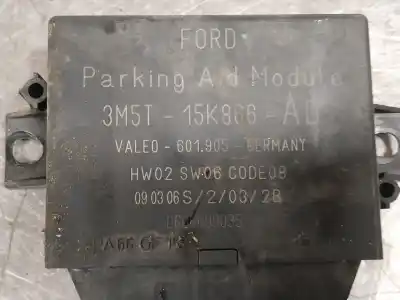 FORD
Parking Aid Module
3M5T - 15K866 - AD
VALEO - 601.905 - GERMANY
HW02 SW06 CODE08
09 03 06 S/2/03/28